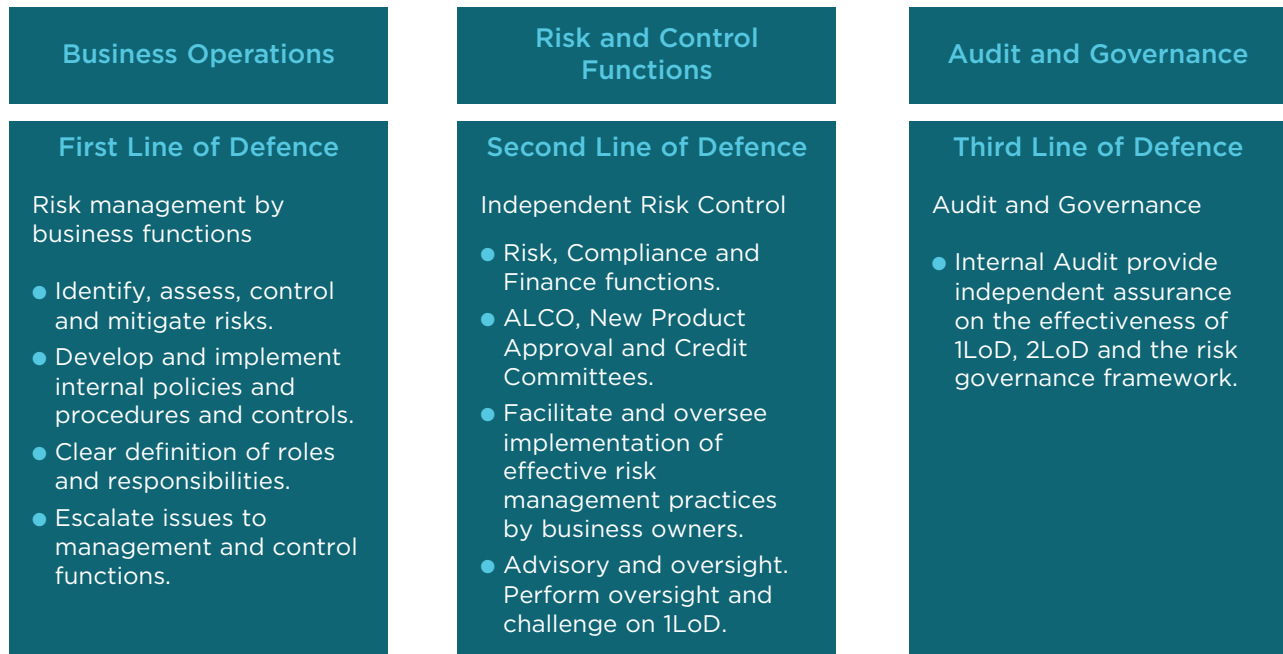 Business Operations
First Line of Defence
Risk management by
business functions
● Identify, assess, control
and mitigate risks.
● Develop and implement
internal policies and
procedures and controls.
● Clear definition of roles
and responsibilities.
● Escalate issues to
management and control
functions.
Risk and Control
Functions
Second Line of Defence
Independent Risk Control
● Risk, Compliance and
Finance functions.
● ALCO, New Product
Approval and Credit
Committees.
● Facilitate and oversee
implementation of
effective risk
management practices
by business owners.
● Advisory and oversight.
Perform oversight and
challenge on 1LoD.
Audit and Governance
Third Line of Defence
Audit and Governance
● Internal Audit provide
independent assurance
on the effectiveness of
1LoD, 2LoD and the risk
governance framework.